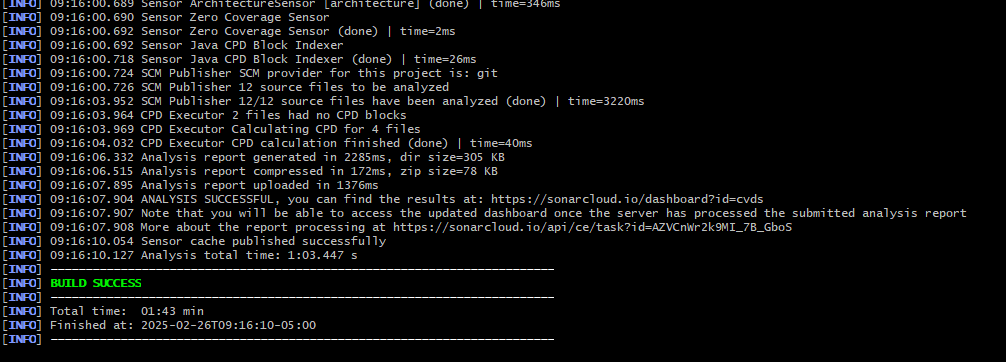 [INFO] 09:16:00.689 Sensor ArchitectureSensor [architecture] (done) | time=346ms
[INFO] 09:16:00.690 Sensor Zero Coverage Sensor
[INFO] 09:16:00.692 Sensor Zero Coverage Sensor (done) | time=2ms
[INFO] 09:16:00.692 Sensor Java CPD Block Indexer
[INFO] 09:16:00.718 Sensor Java CPD Block Indexer (done) | time=26ms
[INFO] 09:16:00.724 SCM Publisher SCM provider for this project is: git
[INFO] 09:16:00.726 SCM Publisher 12 source files to be analyzed
[INFO] 09:16:03.952 SCM Publisher 12/12 source files have been analyzed (done) | time=3220ms
[INFO] 09:16:03.964 CPD Executor 2 files had no CPD blocks
[INFO] 09:16:03.969 CPD Executor Calculating CPD for 4 files
[INFO] 09:16:04.032 CPD Executor CPD calculation finished (done) | time=40ms
[INFO] 09:16:06.332 Analysis report generated in 2285ms, dir size=305 KB
[INFO] 09:16:06.515 Analysis report compressed in 172ms, zip size=78 KB
[INFO] 09:16:07.895 Analysis report uploaded in 1376ms
[INFO] 09:16:07.904 ANALYSIS SUCCESSFUL, you can find the results at: https://sonarcloud.io/dashboard?id=cvds
[INFO] 09:16:07.907 Note that you will be able to access the updated dashboard once the server has processed the submitted analysis report
[INFO] 09:16:07.908 More about the report processing at https://sonarcloud.io/api/ce/task?id=AZVCnWr2k9MI_7B_GboS
[INFO] 09:16:10.054 Sensor cache published successfully
[INFO] 09:16:10.127 Analysis total time: 1:03.447 s
[INFO] ------------------------------------------------------------------------
[INFO] BUILD SUCCESS
[INFO] ------------------------------------------------------------------------
[INFO] Total time:  01:43 min
[INFO] Finished at: 2025-02-26T09:16:10-05:00
[INFO] ------------------------------------------------------------------------